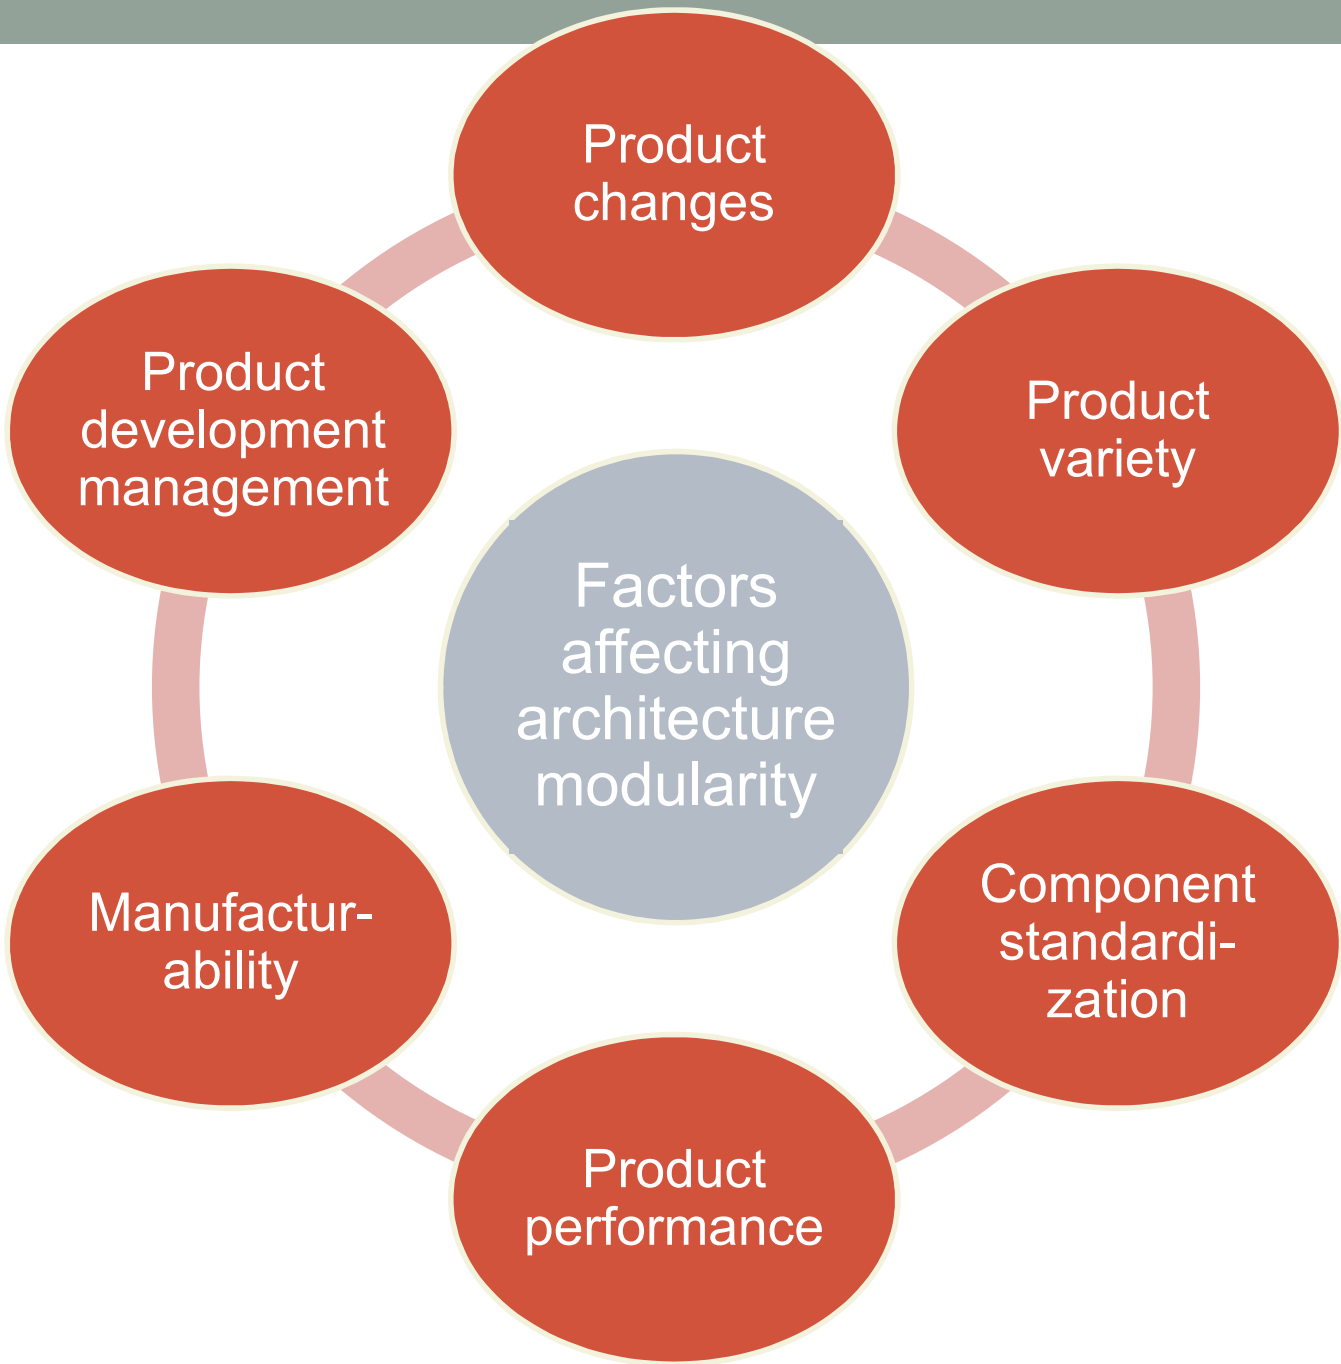 Product
changes
Product
variety
Component
standardi-
zation
Product
performance
Manufactur-
ability
Product
development
management
Factors
affecting
architecture
modularity